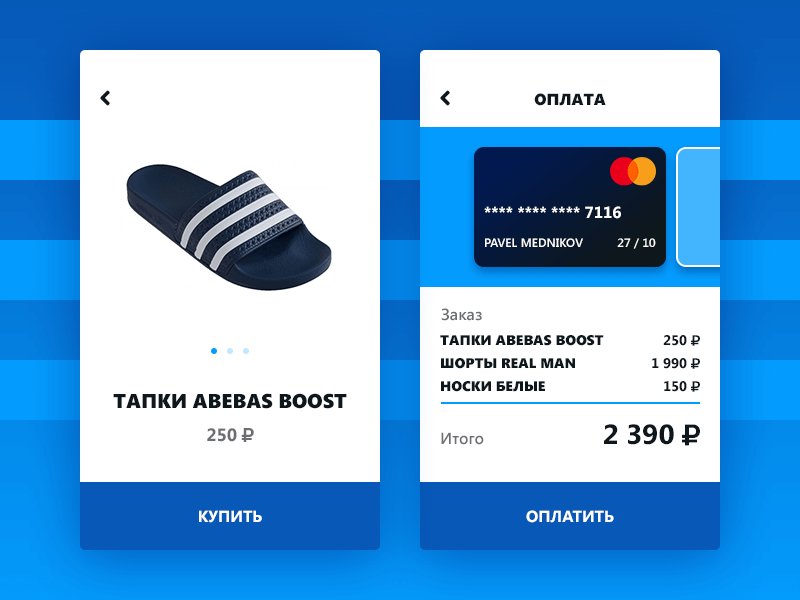 ТАПКИ ABEBAS BOOST
250 ₽
КУПИТЬ
ОПЛАТА
**** **** **** 7116
PAVEL MEDNIKOV 27 / 10
Заказ
ТАПКИ ABEBAS BOOST 250 ₽
ШОРТЫ REAL MAN 1 990 ₽
НОСКИ БЕЛЫЕ 150 ₽
Итого 2 390 ₽
ОПЛАТИТЬ